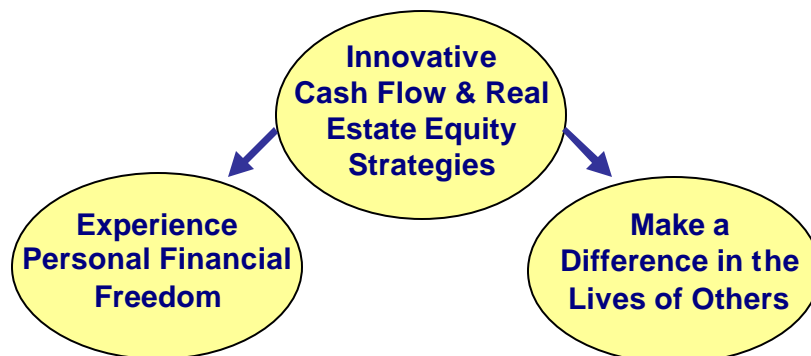 Innovative
Cash Flow & Real
Estate Equity
Strategies
Experience
Personal Financial
Freedom
Make a
Difference in the
Lives of Others